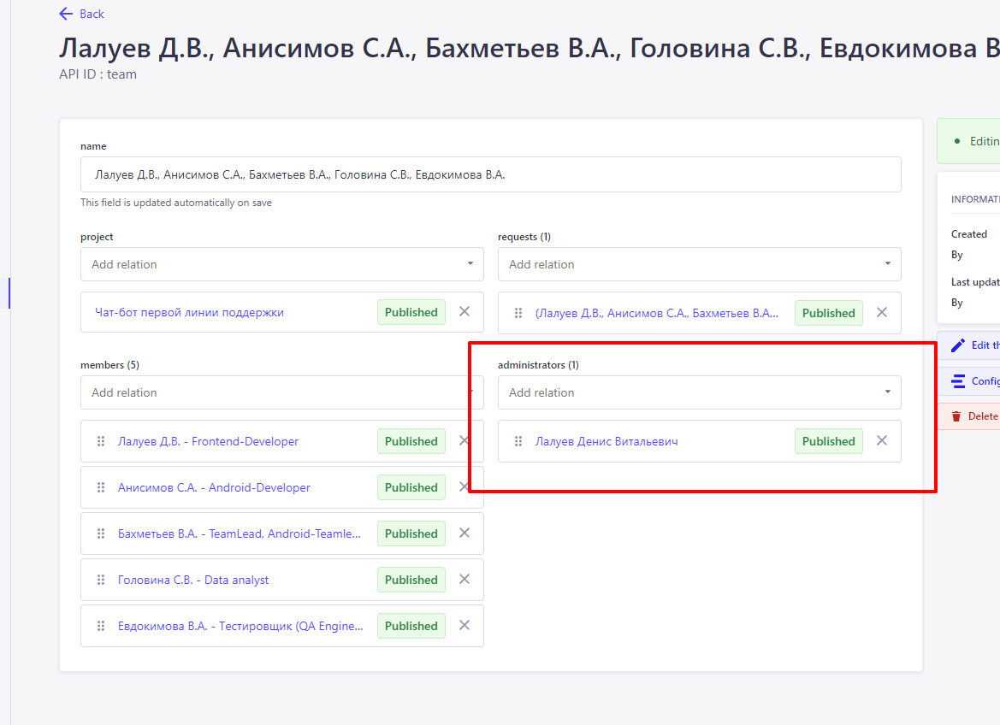 Back
Лалуев Д.В., Анисимов С.А., Бахметьев В.А., Головина С.В., Евдокимова В
API ID : team
name
Лалуев Д.В., Анисимов С.А., Бахметьев В.А., Головина С.В., Евдокимова В.А.
This field is updated automatically on save
project
Add relation
Чат-бот первой линии поддержки Published
requests (1)
Add relation
(Лалуев Д.В., Анисимов С.А., Бахметьев В.А... Published
members (5)
Add relation
Лалуев Д.В. - Frontend-Developer Published
Анисимов С.А. - Android-Developer Published
Бахметьев В.А. - TeamLead, Android-Teamle... Published
Головина С.В. - Data analyst Published
Евдокимова В.А. - Тестировщик (QA Engine... Published
administrators (1)
Add relation
Лалуев Денис Витальевич Published
Editin
INFORMATI
Created
By
Last updat
By
Edit th
Config
Delete